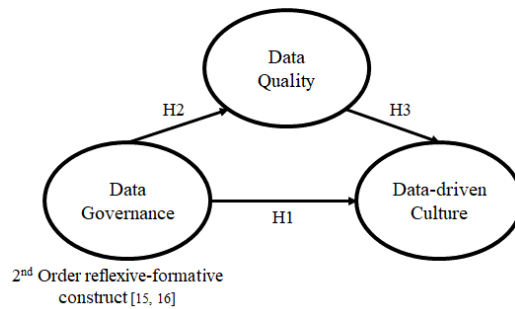 Data
Quality
H2
H3
Data
Governance
H1
Data-driven
Culture
2nd Order reflexive-formative
construct [15, 16]